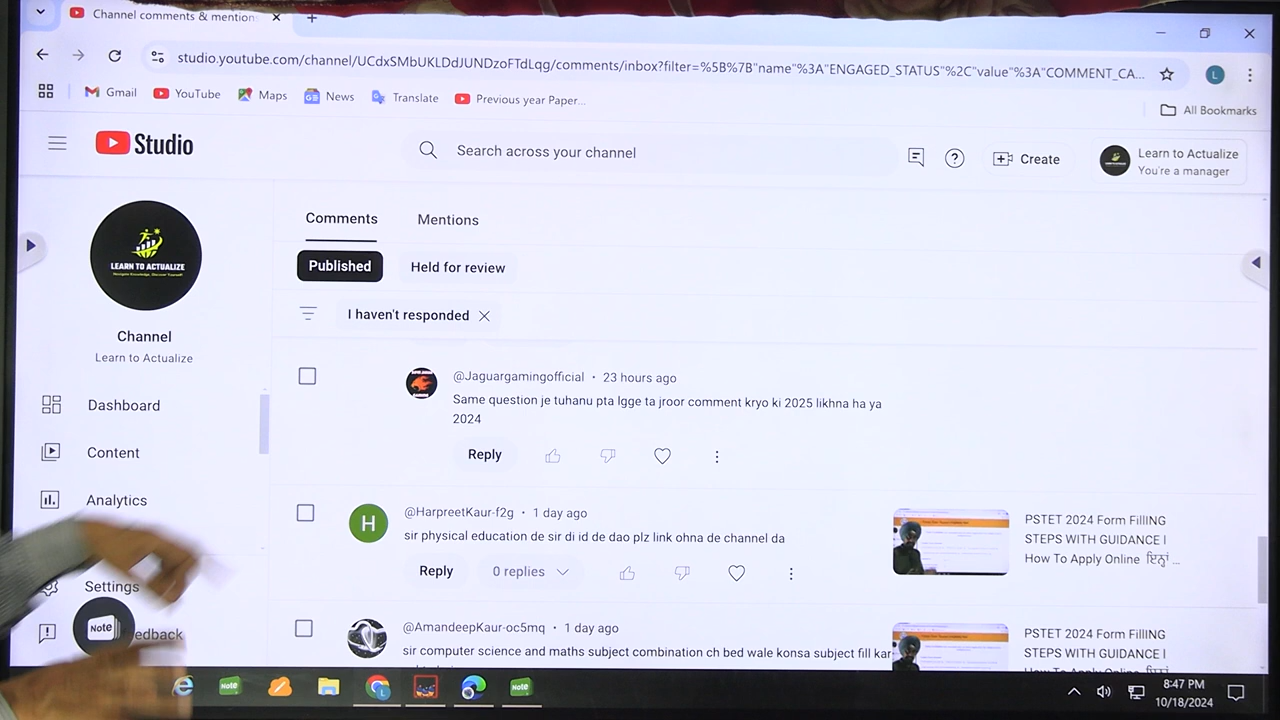 Channel comments & mention
studio.youtube.com/channel/UCdxSMbUKLDdJUNDzoFTdLqg/comments/inbox?filter=%5B%7B"name"%3A"ENGAGED_STATUS"%2C"value"%3A"COMMENT_CA...
L
Gmail
YouTube
Maps
News
Translate
Previous year Paper...
All Bookmarks
Studio
Search across your channel
Create
Learn to Actualize
You're a manager
LEARN TO ACTUALIZE
Channel
Learn to Actualize
Dashboard
Content
Analytics
Settings
edback
Note
Comments
Mentions
Published
Held for review
I haven't responded
@Jaguargamingofficial • 23 hours ago
Same question je tuhanu pta lgge ta jroor comment kryo ki 2025 likhna ha ya
2024
Reply
H
@HarpreetKaur-f2g • 1 day ago
sir physical education de sir di id de dao plz link ohna de channel da
Reply
0 replies
PSTET 2024 Form FillING
STEPS WITH GUIDANCE I
How To Apply Online ਇਨ੍ਹਾਂ ...
@AmandeepKaur-oc5mq • 1 day ago
sir computer science and maths subject combination ch bed wale konsa subject fill kar
PSTET 2024 Form FillING
STEPS WITH GUIDANCE I
Note
Note
8:47 PM
10/18/2024